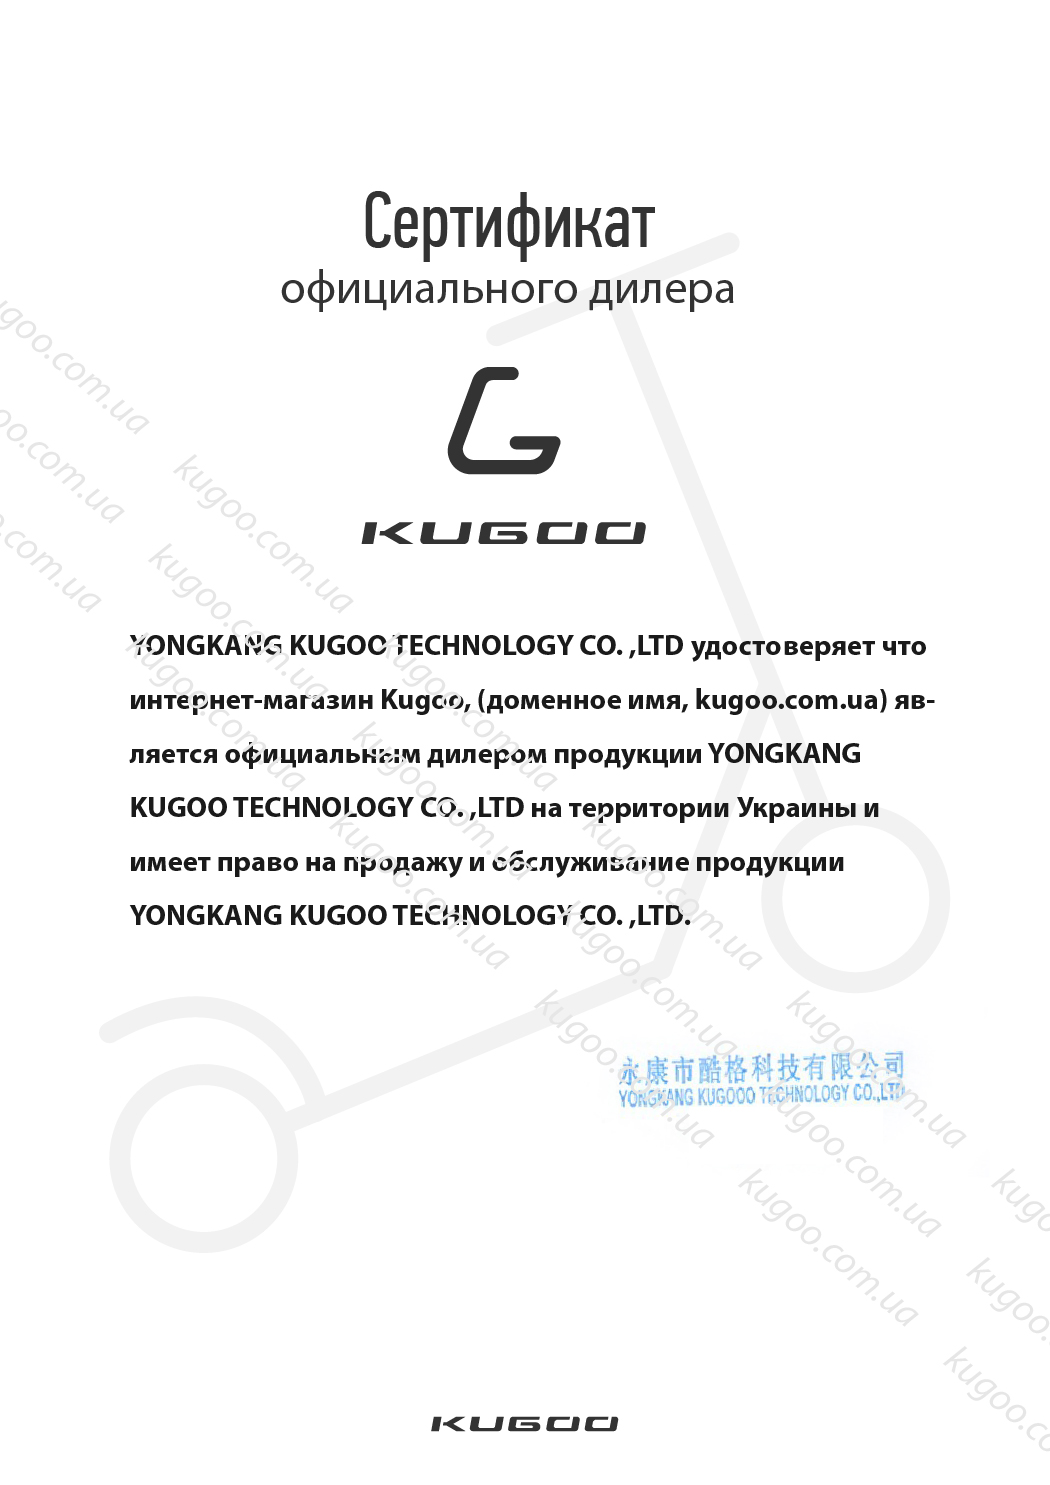 Сертификат
официального дилера
KUGOO
YONGKANG KUGOO TECHNOLOGY CO. ,LTD удостоверяет что
интернет-магазин Kugoo, (доменное имя, kugoo.com.ua) яв-
ляется официальным дилером продукции YONGKANG
KUGOO TECHNOLOGY CO. ,LTD на территории Украины и
имеет право на продажу и обслуживание продукции
YONGKANG KUGOO TECHNOLOGY CO. ,LTD.
永康市酷格科技有限公司
YONGKANG KUGOOO TECHNOLOGY CO.,LTD
KUGOO
kugoo.com.ua
kugoo.com.ua
kugoo.com.ua
kugoo.com.ua
kugoo.com.ua
kugoo.com.ua
kugoo.com.ua
kugoo.com.ua
kugoo.com.ua
kugoo.com.ua
kugoo.com.ua
kugoo.com.ua
kugoo.com.ua
kugoo.com.ua